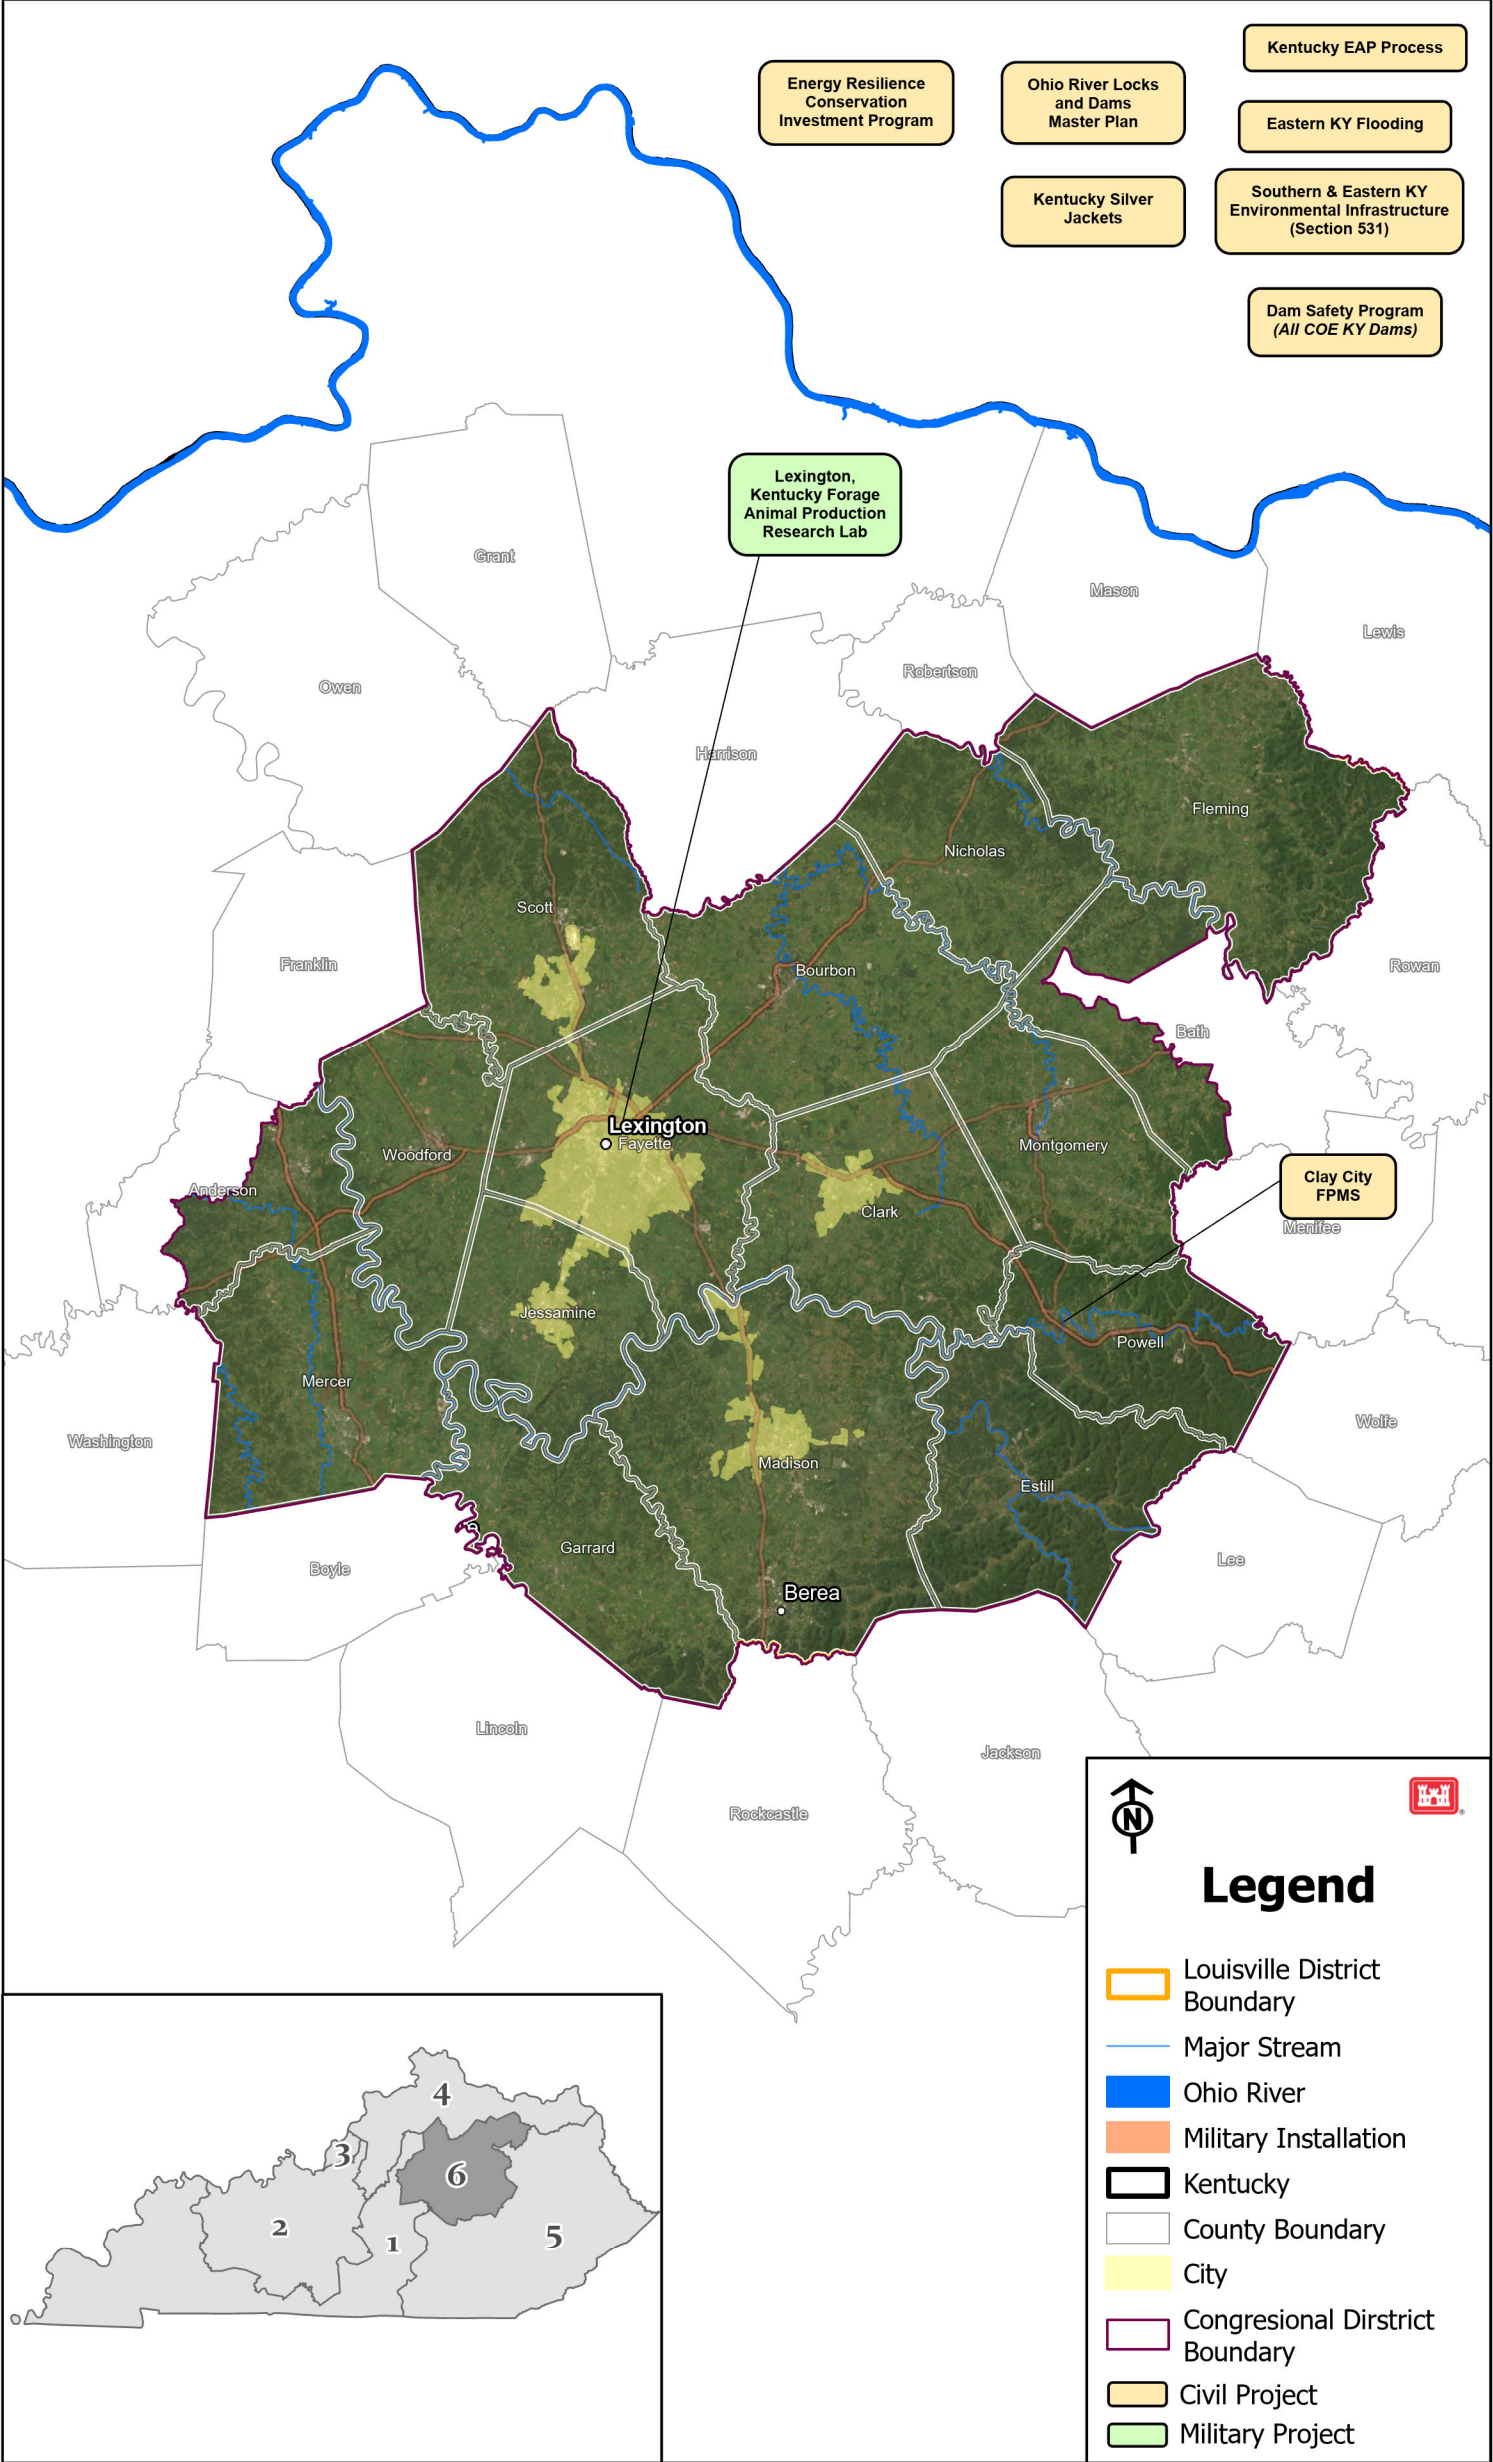 Kentucky EAP Process
Energy Resilience
Conservation
Investment Program
Ohio River Locks
and Dams
Master Plan
Eastern KY Flooding
Kentucky Silver
Jackets
Southern & Eastern KY
Environmental Infrastructure
(Section 531)
Dam Safety Program
(All COE KY Dams)
Lexington,
Kentucky Forage
Animal Production
Research Lab
Grant
Mason
Lewis
Robertson
Owen
Harrison
Fleming
Nicholas
Scott
Franklin
Bourbon
Rowan
Bath
Lexington
Fayette
Woodford
Montgomery
Clay City
FPMS
Anderson
Clark
Menifee
Jessamine
Powell
Mercer
Washington
Wolfe
Madison
Estill
Garrard
Lee
Boyle
Berea
Lincoln
Jackson
Rockcastle
N
Legend
Louisville District
Boundary
Major Stream
Ohio River
Military Installation
Kentucky
County Boundary
City
Congresional Dirstrict
Boundary
Civil Project
Military Project
4
3
6
2
1
5